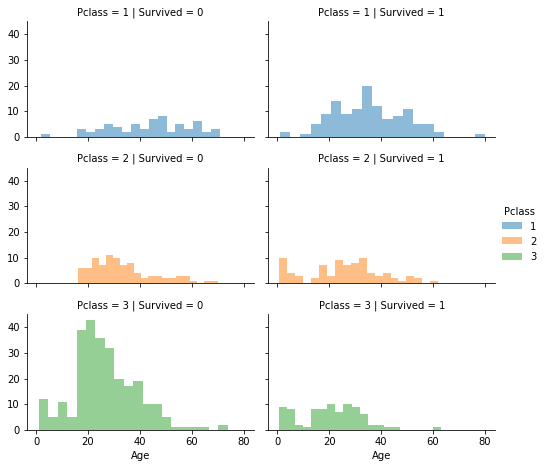 Pclass = 1 | Survived = 0
Pclass = 1 | Survived = 1
40
30
20
10
0
Pclass = 2 | Survived = 0
Pclass = 2 | Survived = 1
40
30
20
10
0
Pclass
1
2
3
Pclass = 3 | Survived = 0
Pclass = 3 | Survived = 1
40
30
20
10
0
0 20 40 60 80
0 20 40 60 80
Age
Age